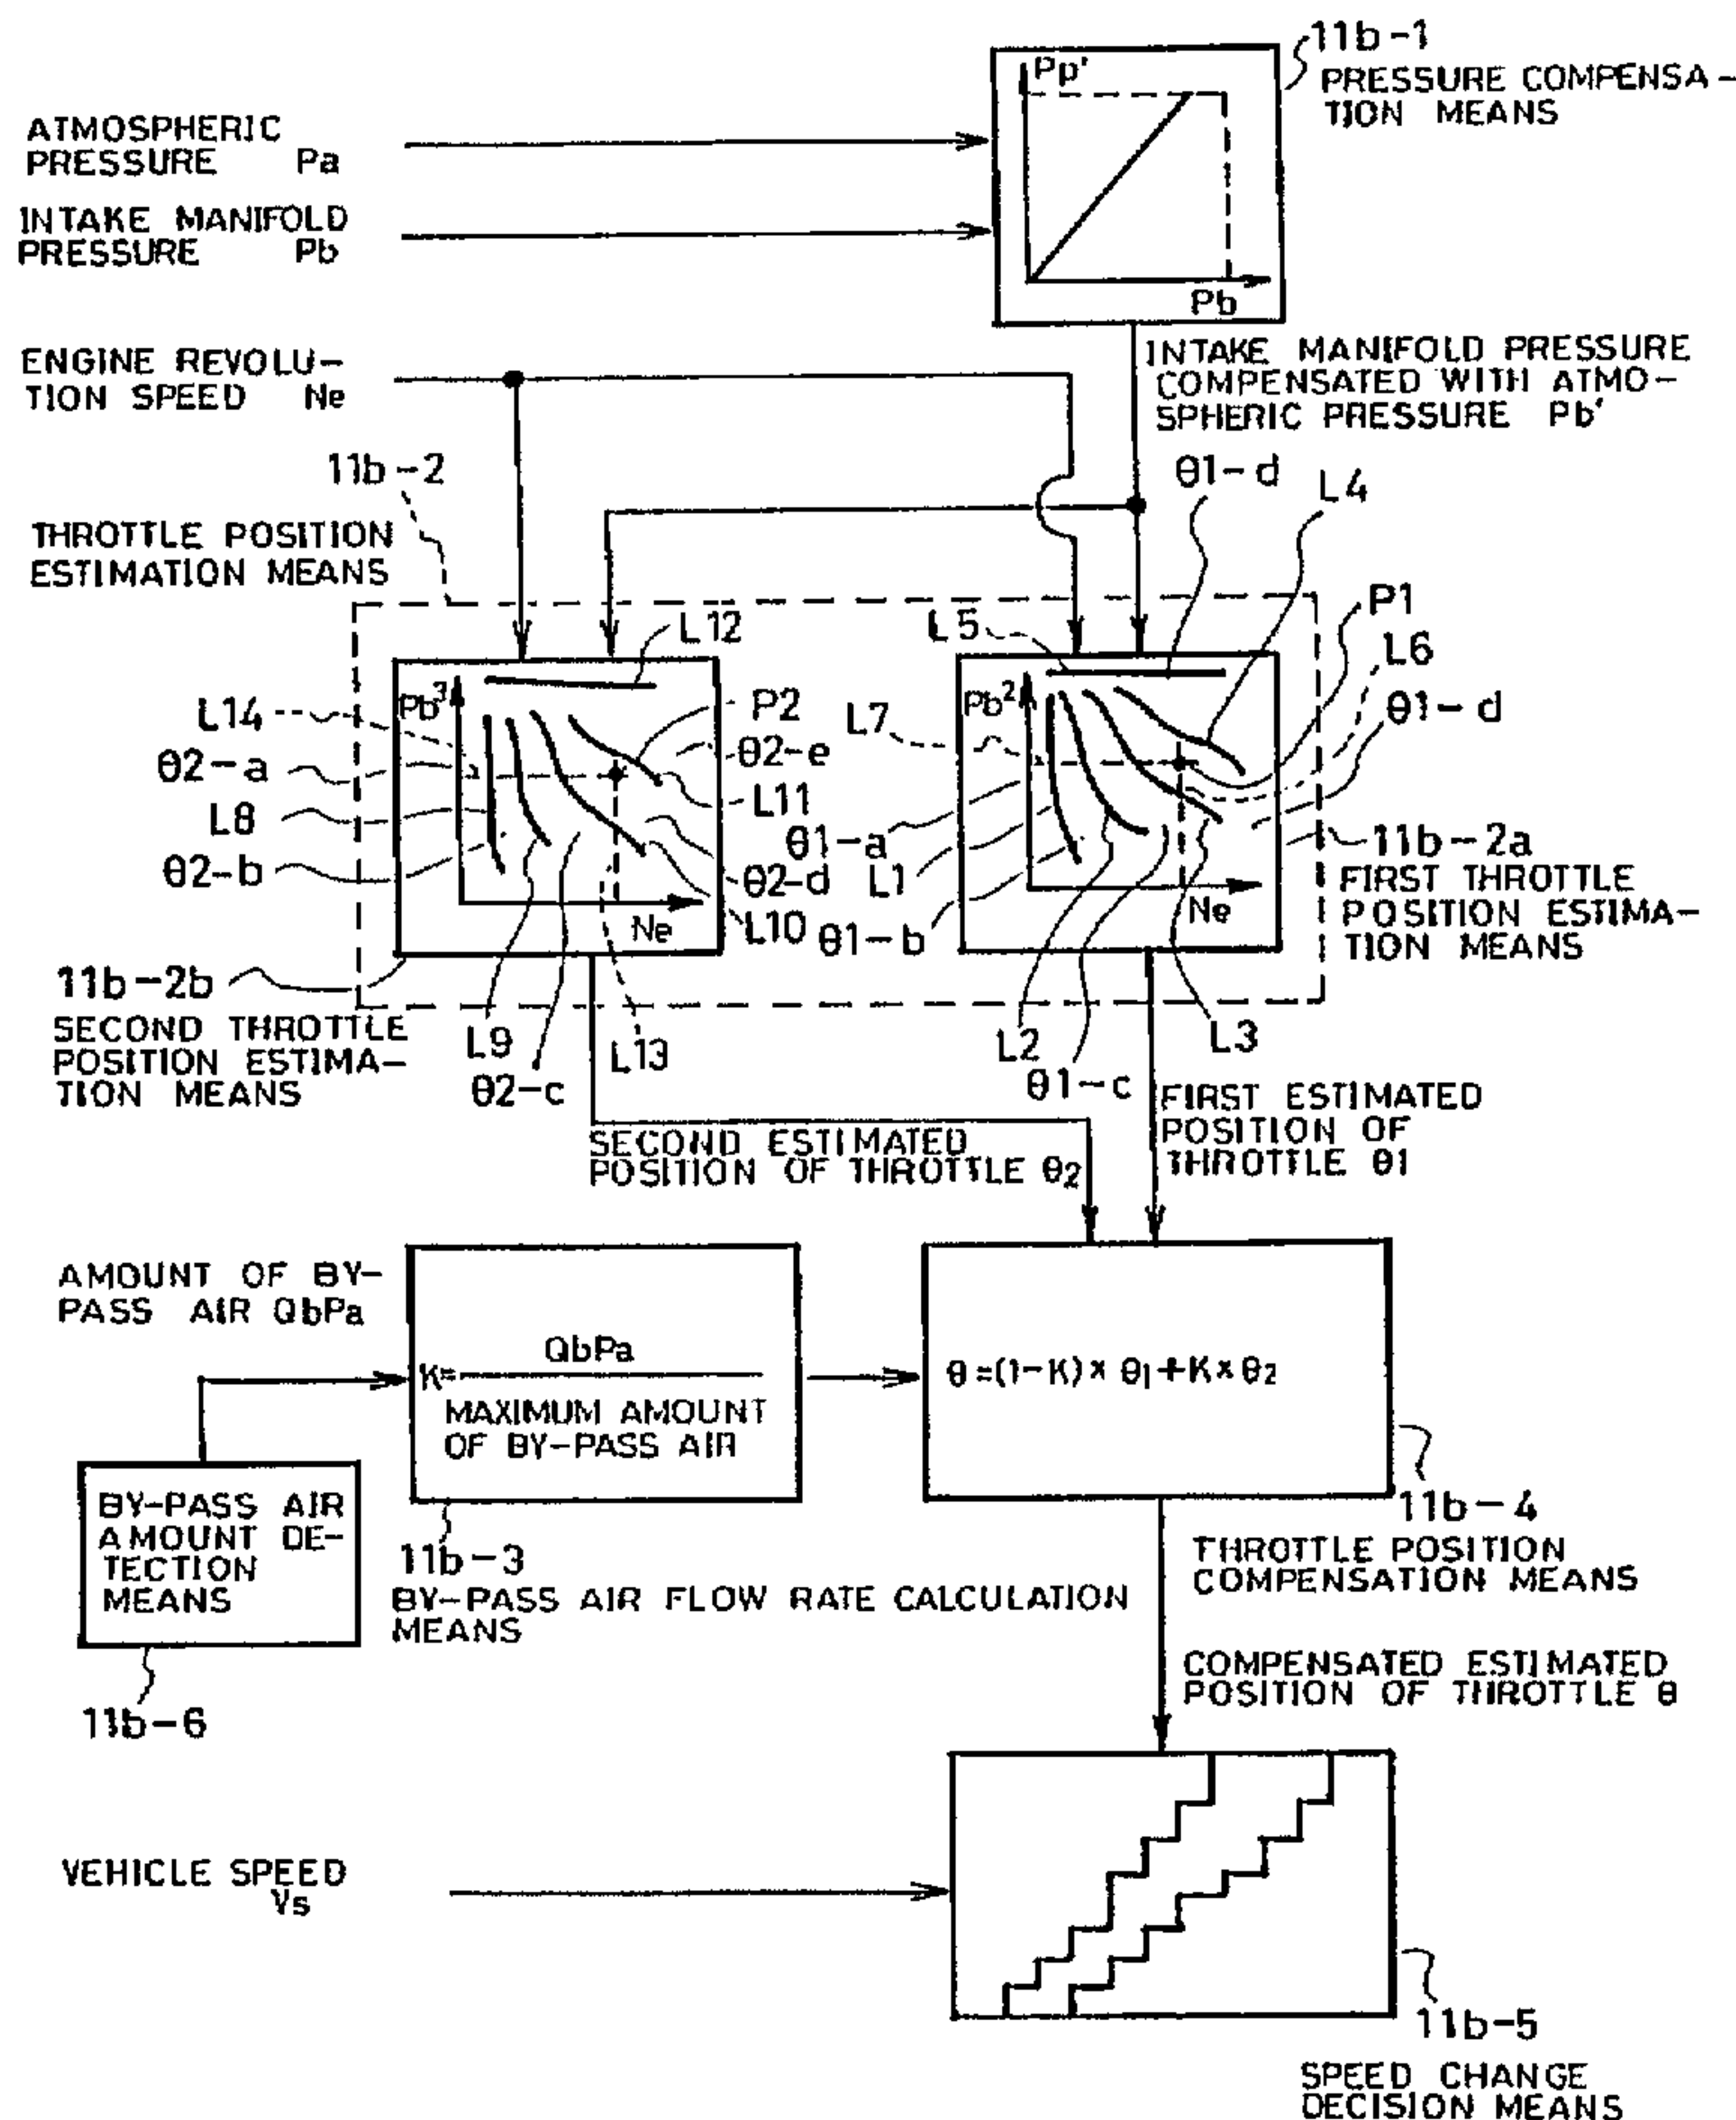 11b-1
PRESSURE COMPENSA-
TION MEANS
Pp'
Pb
ATMOSPHERIC
PRESSURE Pa
INTAKE MANIFOLD
PRESSURE Pb
ENGINE REVOLU-
TION SPEED Ne
INTAKE MANIFOLD PRESSURE
COMPENSATED WITH ATMO-
SPHERIC PRESSURE Pb'
11b-2
THROTTLE POSITION
ESTIMATION MEANS
θ1-d
L4
L12
L5
P1
L6
θ1-d
Pb3
L14
θ2-a
L8
θ2-b
P2
θ2-e
L11
θ2-d
L10
Ne
Pb2
L7
θ1-a
L1
θ1-b
Ne
11b-2a
FIRST THROTTLE
POSITION ESTIMA-
TION MEANS
11b-2b
SECOND THROTTLE
POSITION ESTIMA-
TION MEANS
L9
θ2-c
L13
L2
θ1-c
L3
SECOND ESTIMATED
POSITION OF THROTTLE θ2
FIRST ESTIMATED
POSITION OF
THROTTLE θ1
AMOUNT OF BY-
PASS AIR QbPa
K= QbPa
MAXIMUM AMOUNT
OF BY-PASS AIR
θ=(1-K)× θ1+K×θ2
BY-PASS AIR
AMOUNT DE-
TECTION
MEANS
11b-6
11b-3
BY-PASS AIR FLOW RATE CALCULATION
MEANS
11b-4
THROTTLE POSITION
COMPENSATION MEANS
COMPENSATED ESTIMATED
POSITION OF THROTTLE θ
VEHICLE SPEED
Vs
11b-5
SPEED CHANGE
DECISION MEANS